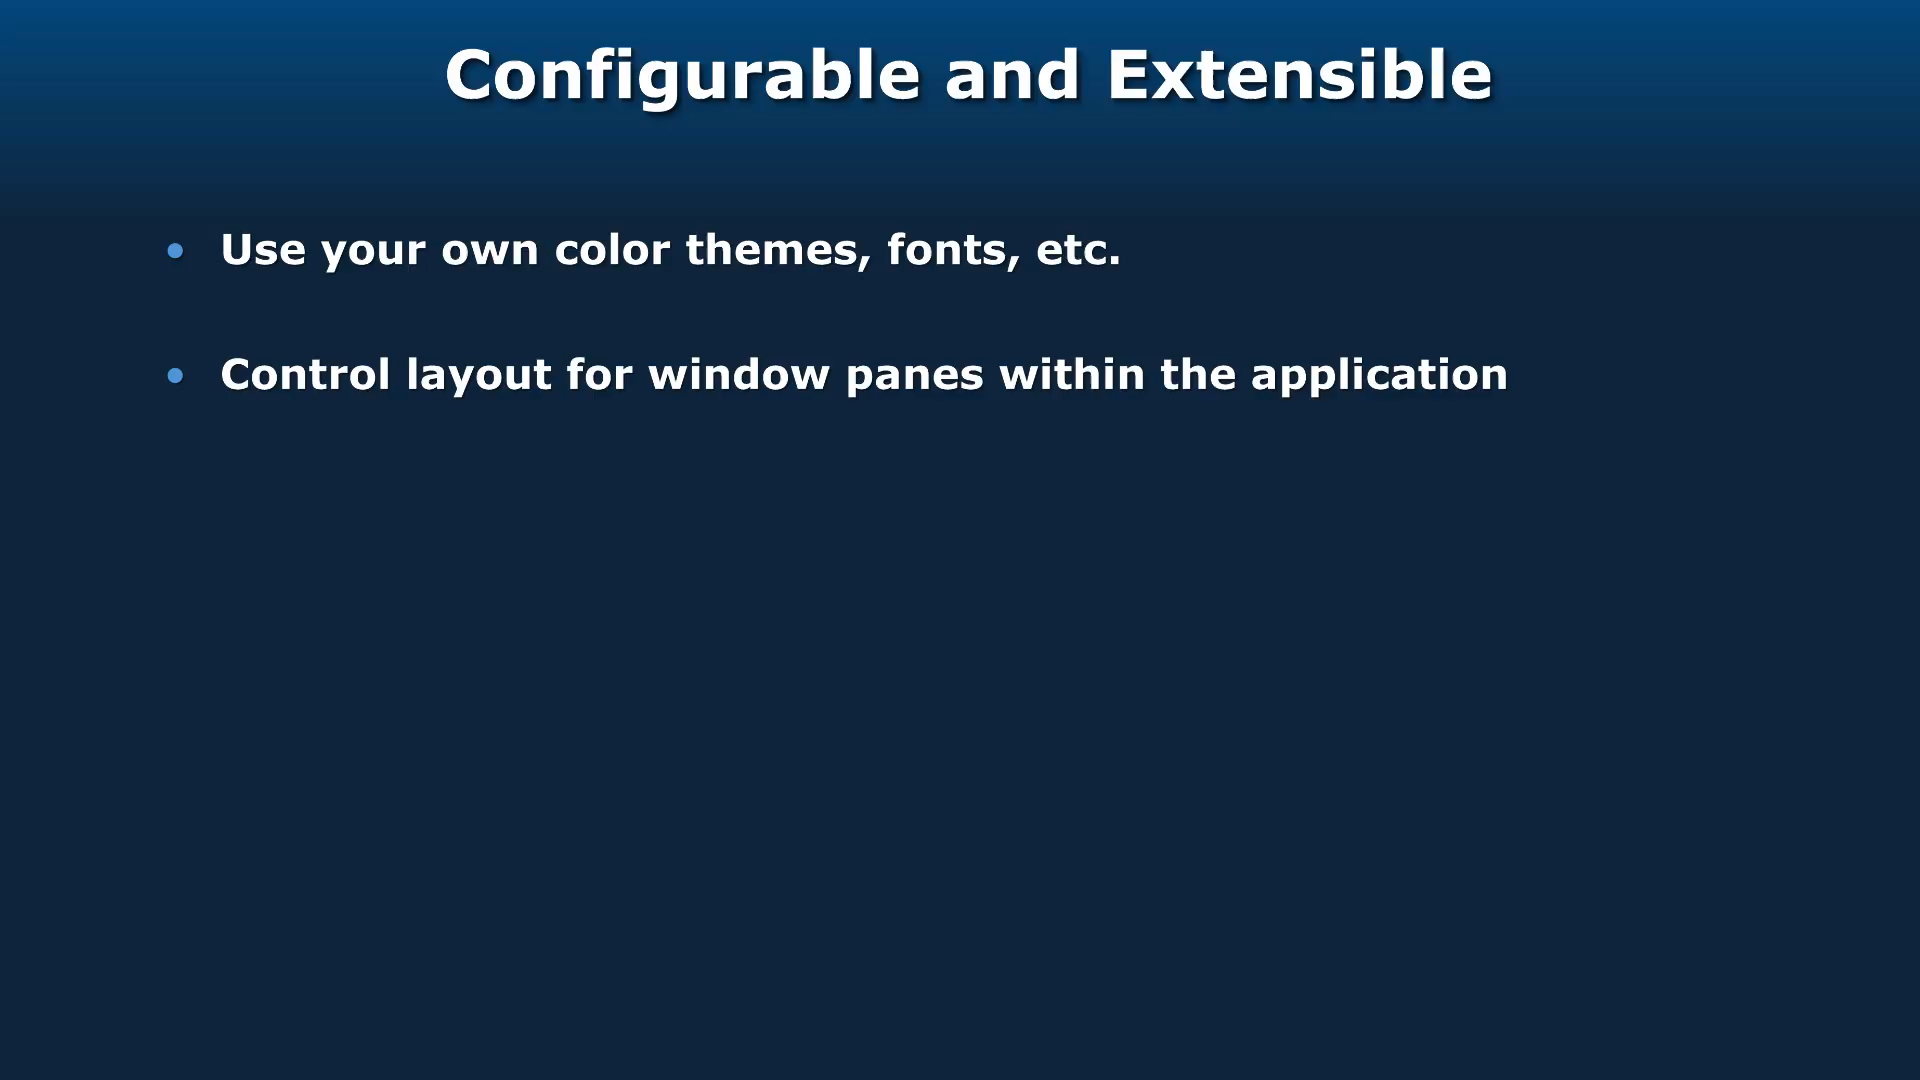 Configurable and Extensible
• Use your own color themes, fonts, etc.
• Control layout for window panes within the application